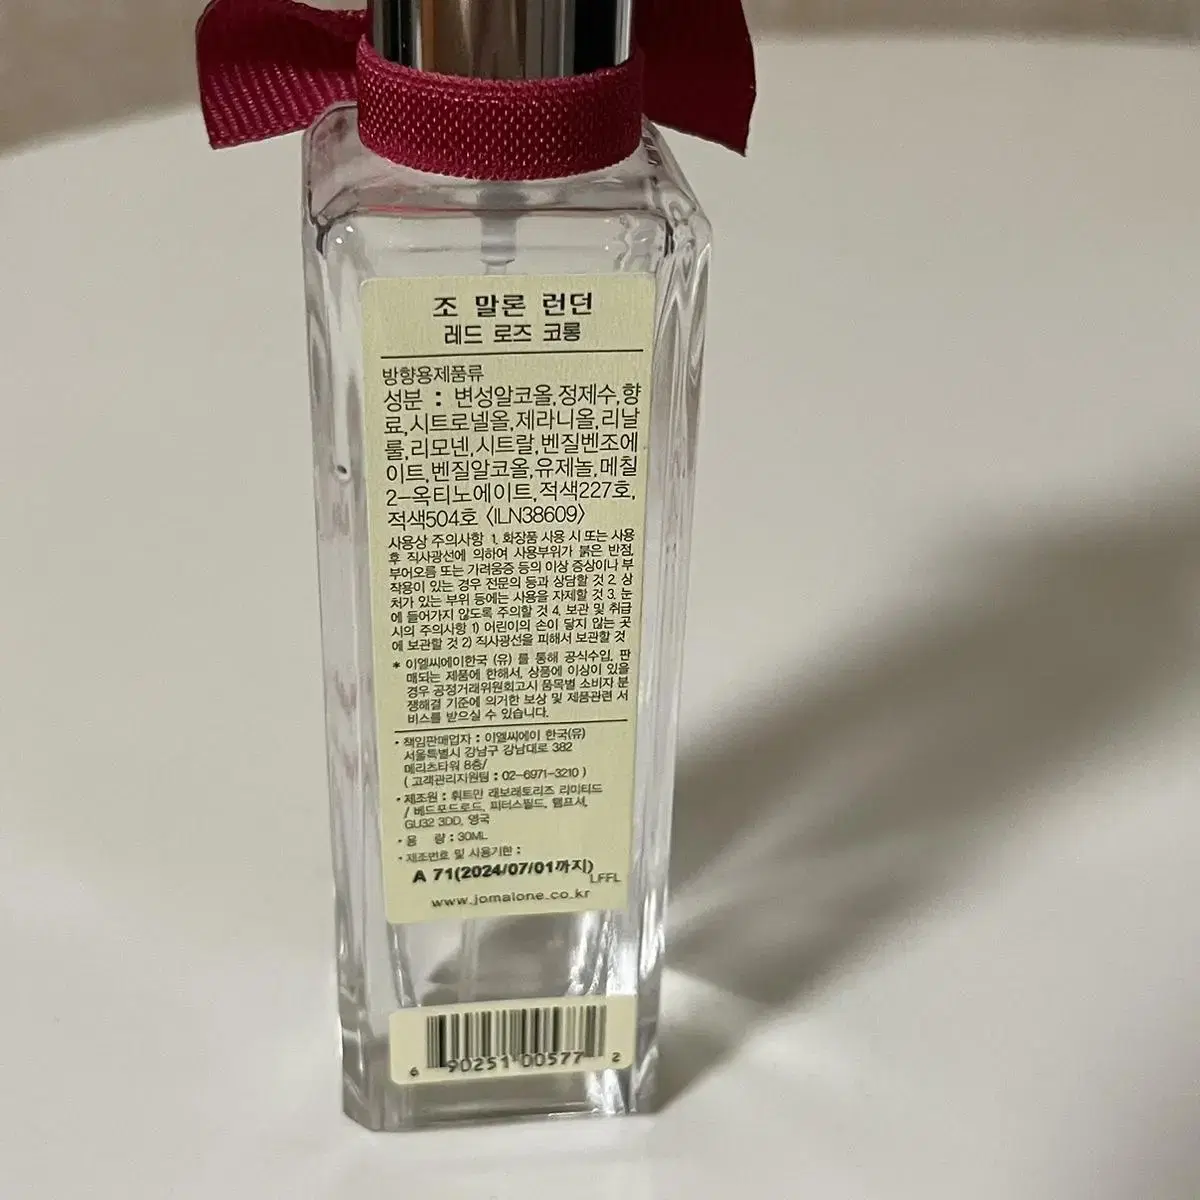 조 말론 런던
레드 로즈 코롱
방향용제품류
성분 : 변성알코올,정제수,향
료,시트로넬올,제라니올,리날
룰,리모넨,시트랄,벤질벤조에
이트,벤질알코올,유제놀,메칠
2-옥티노에이트,적색227호,
적색504호 〈ILN38609〉
사용상 주의사항 1. 화장품 사용 시 또는 사용
후 직사광선에 의하여 사용부위가 붉은 반점,
부어오름 또는 가려움증 등의 이상 증상이나 부
작용이 있는 경우 전문의 등과 상담할 것 2. 상
처가 있는 부위 등에는 사용을 자제할 것 3. 눈
에 들어가지 않도록 주의할 것 4. 보관 및 취급
시의 주의사항 1) 어린이의 손이 닿지 않는 곳
에 보관할 것 2) 직사광선을 피해서 보관할 것
* 이엘씨에이한국 (유) 를 통해 공식수입, 판
매되는 제품에 한해서, 상품에 이상이 있을
경우 공정거래위원회고시 품목별 소비자 분
쟁해결 기준에 의거한 보상 및 제품관련 서
비스를 받으실 수 있습니다.
· 책임판매업자 : 이엘씨에이 한국(유)
서울특별시 강남구 강남대로 382
메리츠타워 8층/
( 고객관리지원팀 : 02-6971-3210 )
· 제조원 : 휘트만 래보래토리즈 리미티드
/ 베드포드로드, 피터스필드, 햄프셔,
GU32 3DD, 영국
· 용 량 : 30ML
· 제조번호 및 사용기한 :
A 71(2024/07/01까지)
LFFL
www.jomalone.co.kr
6 90251 00577 2